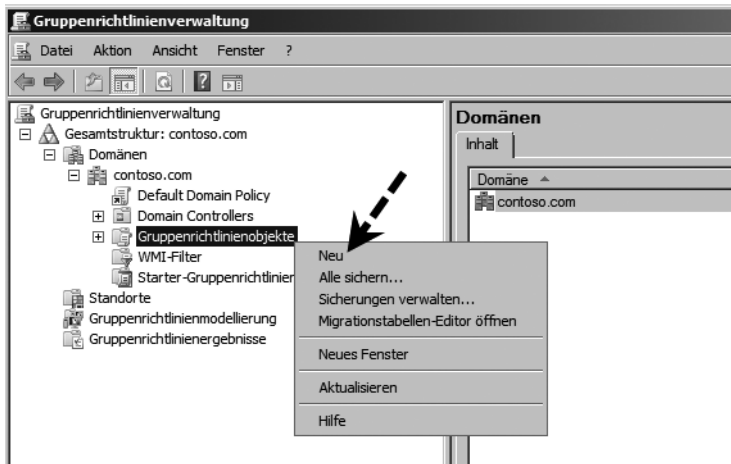 Gruppenrichtlinienverwaltung
Datei Aktion Ansicht Fenster ?
Gruppenrichtlinienverwaltung
Gesamtstruktur: contoso.com
Domänen
contoso.com
Default Domain Policy
Domain Controllers
Gruppenrichtlinienobjekte
WMI-Filter
Starter-Gruppenrichtlinien
Standorte
Gruppenrichtlinienmodellierung
Gruppenrichtlinienergebnisse
Neu
Alle sichern...
Sicherungen verwalten...
Migrationstabellen-Editor öffnen
Neues Fenster
Aktualisieren
Hilfe
Domänen
Inhalt
Domäne
contoso.com